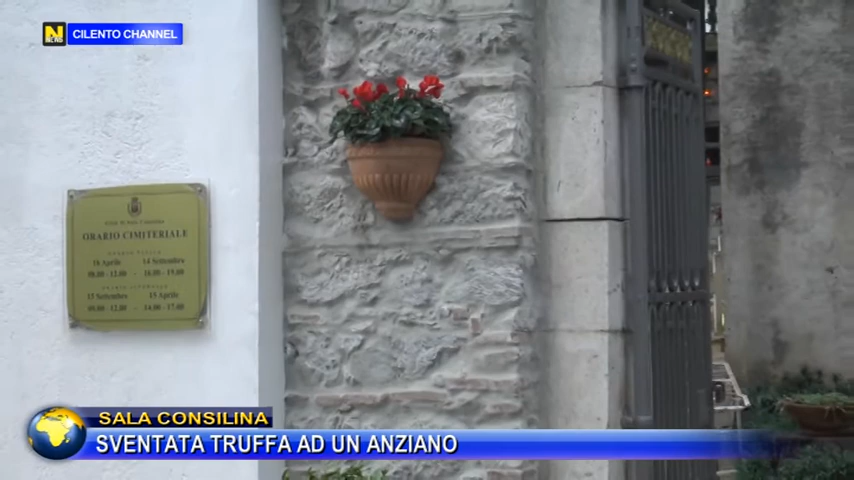 N
NEWS
CILENTO CHANNEL
ORARIO CIMITERIALE
16 Aprile 14 Settembre
08.00 - 13.00 - 16.00 - 19.00
15 Settembre 15 Aprile
09.00 - 12.00 - 14.00 - 17.00
SALA CONSILINA
SVENTATA TRUFFA AD UN ANZIANO